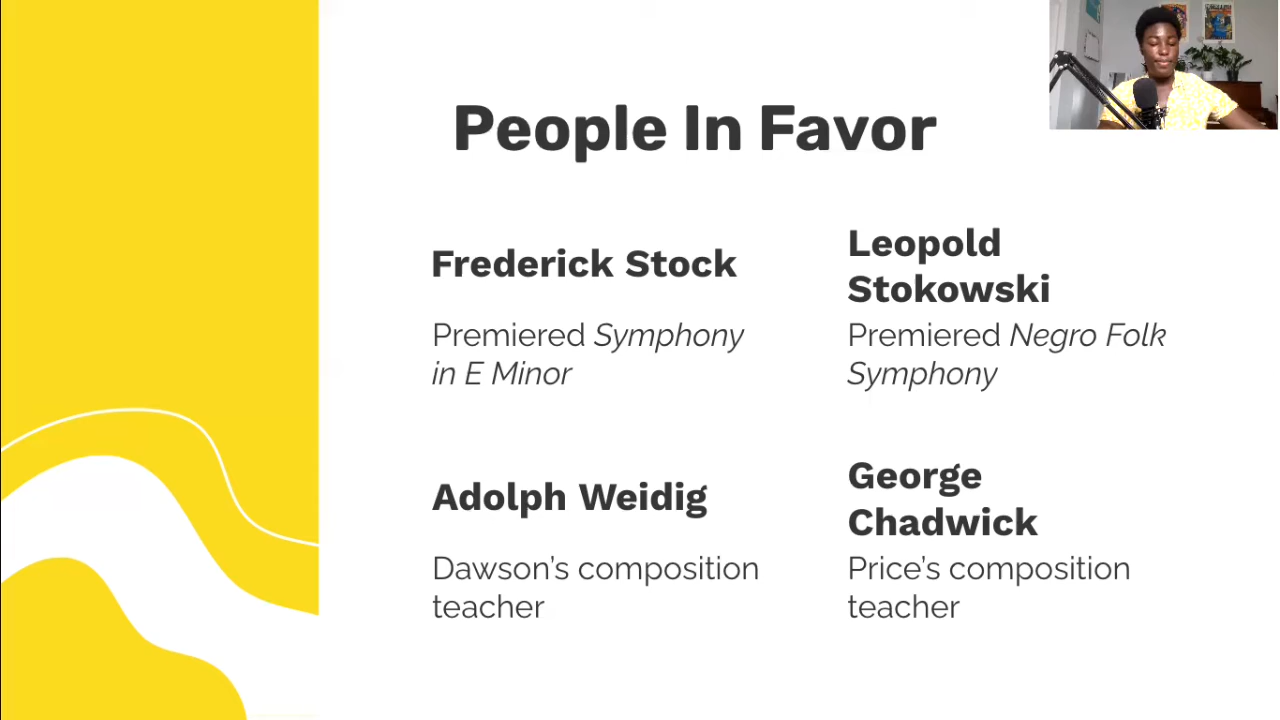 People In Favor
Frederick Stock
Premiered Symphony
in E Minor
Leopold
Stokowski
Premiered Negro Folk
Symphony
Adolph Weidig
Dawson's composition
teacher
George
Chadwick
Price's composition
teacher